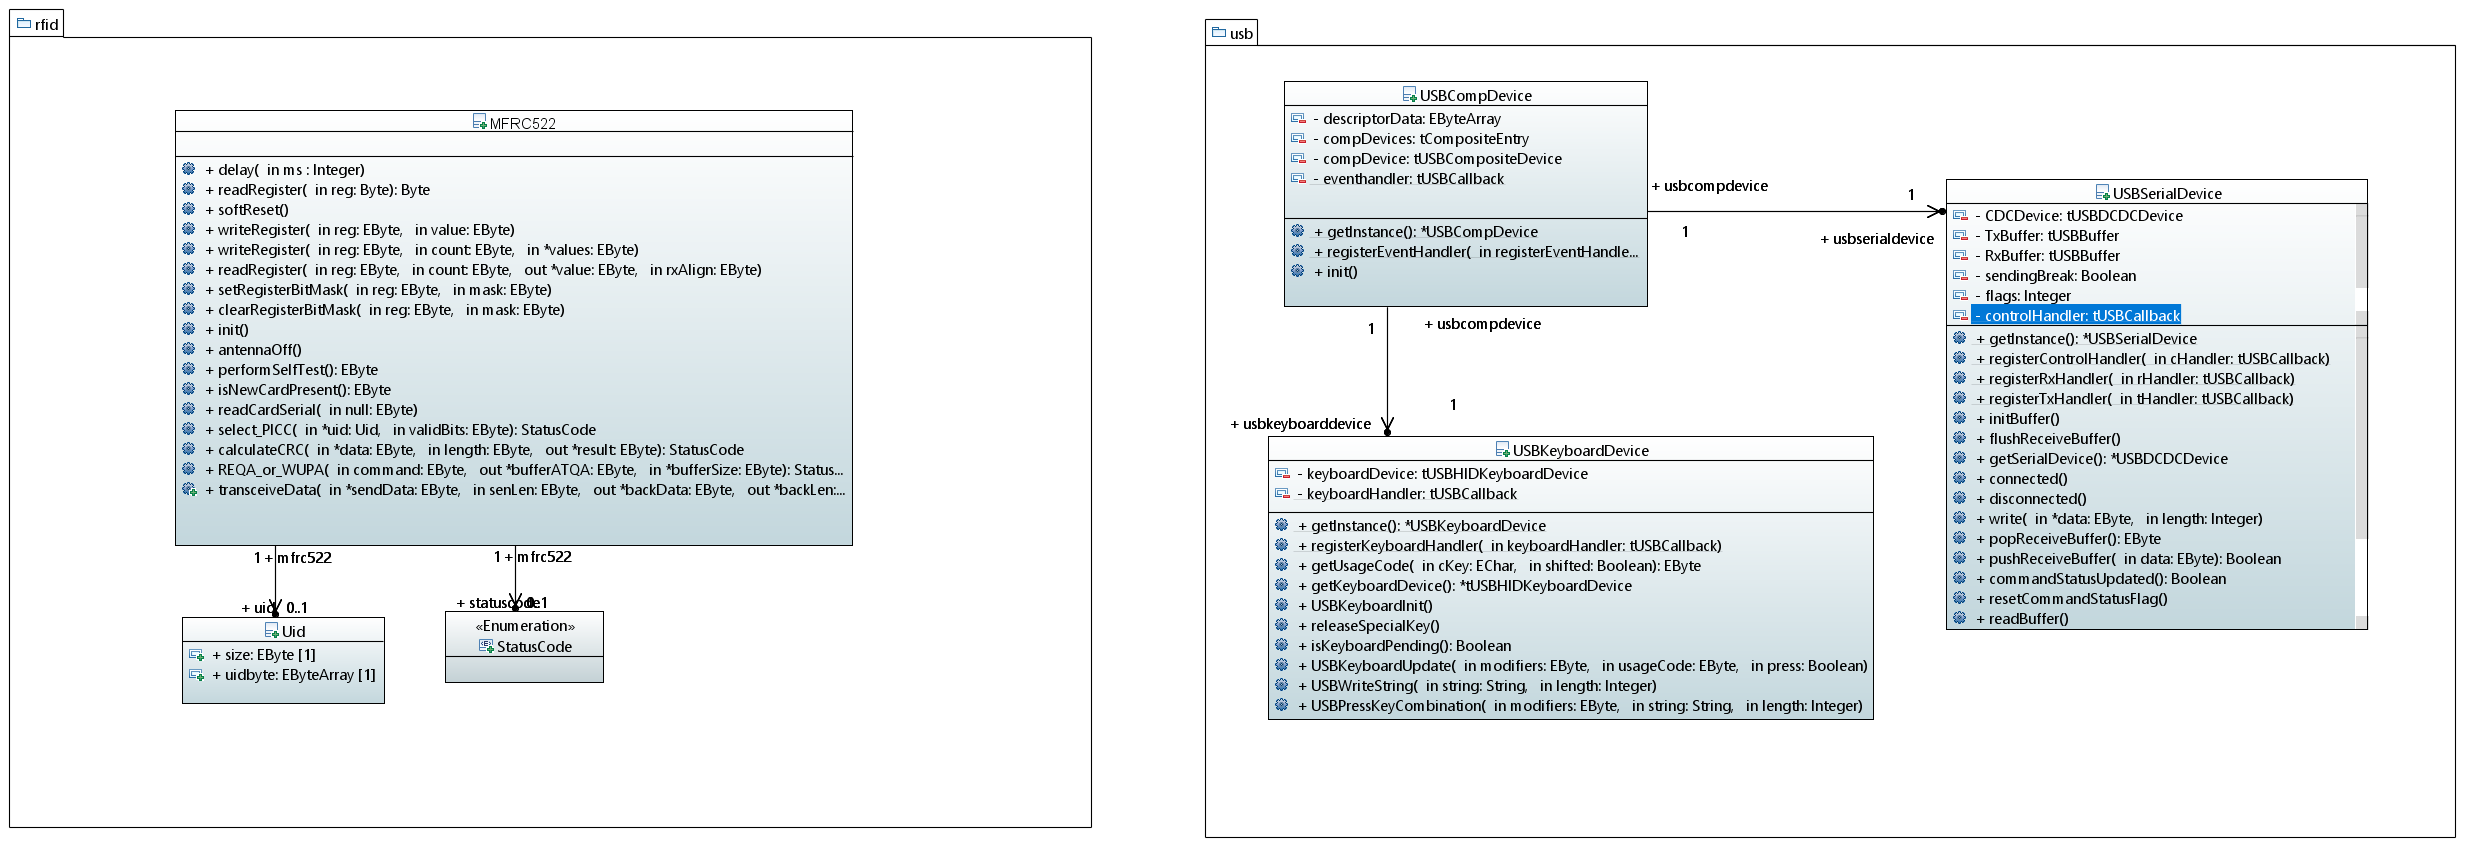 rfid
MFRC522
+ delay( in ms : Integer)
+ readRegister( in reg: Byte): Byte
+ softReset()
+ writeRegister( in reg: EByte, in value: EByte)
+ writeRegister( in reg: EByte, in count: EByte, in *values: EByte)
+ readRegister( in reg: EByte, in count: EByte, out *value: EByte, in rxAlign: EByte)
+ setRegisterBitMask( in reg: EByte, in mask: EByte)
+ clearRegisterBitMask( in reg: EByte, in mask: EByte)
+ init()
+ antennaOff()
+ performSelfTest(): EByte
+ isNewCardPresent(): EByte
+ readCardSerial( in null: EByte)
+ select_PICC( in *uid: Uid, in validBits: EByte): StatusCode
+ calculateCRC( in *data: EByte, in length: EByte, out *result: EByte): StatusCode
+ REQA_or_WUPA( in command: EByte, out *bufferATQA: EByte, in *bufferSize: EByte): Status...
+ transceiveData( in *sendData: EByte, in senLen: EByte, out *backData: EByte, out *backLen:...
1 + mfrc522
1 + mfrc522
+ uid 0..1
+ statuscode 0..1
Uid
+ size: EByte [1]
+ uidbyte: EByteArray [1]
«Enumeration»
StatusCode
usb
USBCompDevice
- descriptorData: EByteArray
- compDevices: tCompositeEntry
- compDevice: tUSBCompositeDevice
- eventhandler: tUSBCallback
+ getInstance(): *USBCompDevice
+ registerEventHandler( in registerEventHandle...
+ init()
+ usbcompdevice
1
1
+ usbserialdevice
1
+ usbcompdevice
1
+ usbkeyboarddevice
USBKeyboardDevice
- keyboardDevice: tUSBHIDKeyboardDevice
- keyboardHandler: tUSBCallback
+ getInstance(): *USBKeyboardDevice
+ registerKeyboardHandler( in keyboardHandler: tUSBCallback)
+ getUsageCode( in cKey: EChar, in shifted: Boolean): EByte
+ getKeyboardDevice(): *tUSBHIDKeyboardDevice
+ USBKeyboardInit()
+ releaseSpecialKey()
+ isKeyboardPending(): Boolean
+ USBKeyboardUpdate( in modifiers: EByte, in usageCode: EByte, in press: Boolean)
+ USBWriteString( in string: String, in length: Integer)
+ USBPressKeyCombination( in modifiers: EByte, in string: String, in length: Integer)
USBSerialDevice
- CDCDevice: tUSBDCDCDevice
- TxBuffer: tUSBBuffer
- RxBuffer: tUSBBuffer
- sendingBreak: Boolean
- flags: Integer
- controlHandler: tUSBCallback
+ getInstance(): *USBSerialDevice
+ registerControlHandler( in cHandler: tUSBCallback)
+ registerRxHandler( in rHandler: tUSBCallback)
+ registerTxHandler( in tHandler: tUSBCallback)
+ initBuffer()
+ flushReceiveBuffer()
+ getSerialDevice(): *USBDCDCDevice
+ connected()
+ disconnected()
+ write( in *data: EByte, in length: Integer)
+ popReceiveBuffer(): EByte
+ pushReceiveBuffer( in data: EByte): Boolean
+ commandStatusUpdated(): Boolean
+ resetCommandStatusFlag()
+ readBuffer()